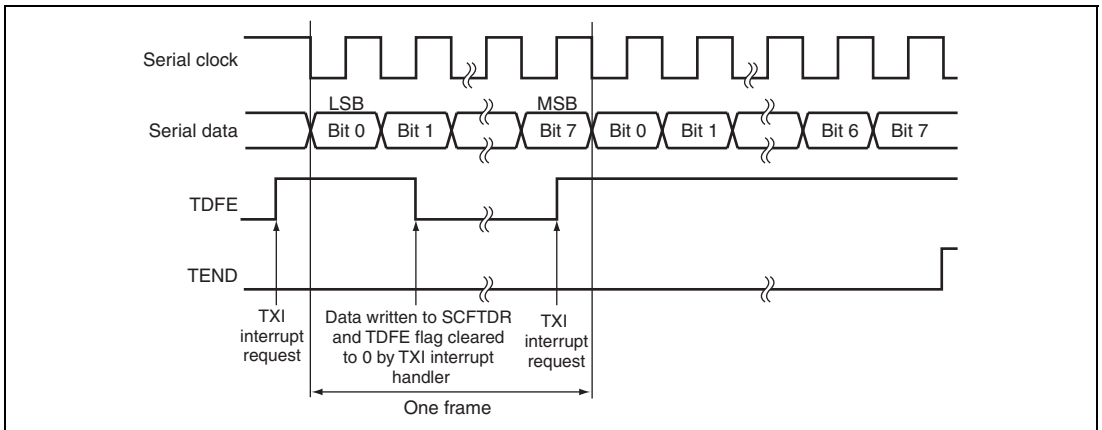 Serial clock
LSB
MSB
Serial data
Bit 0
Bit 1
Bit 7
Bit 0
Bit 1
Bit 6
Bit 7
TDFE
TEND
TXI
interrupt
request
Data written to SCFTDR
and TDFE flag cleared
to 0 by TXI interrupt
handler
TXI
interrupt
request
One frame